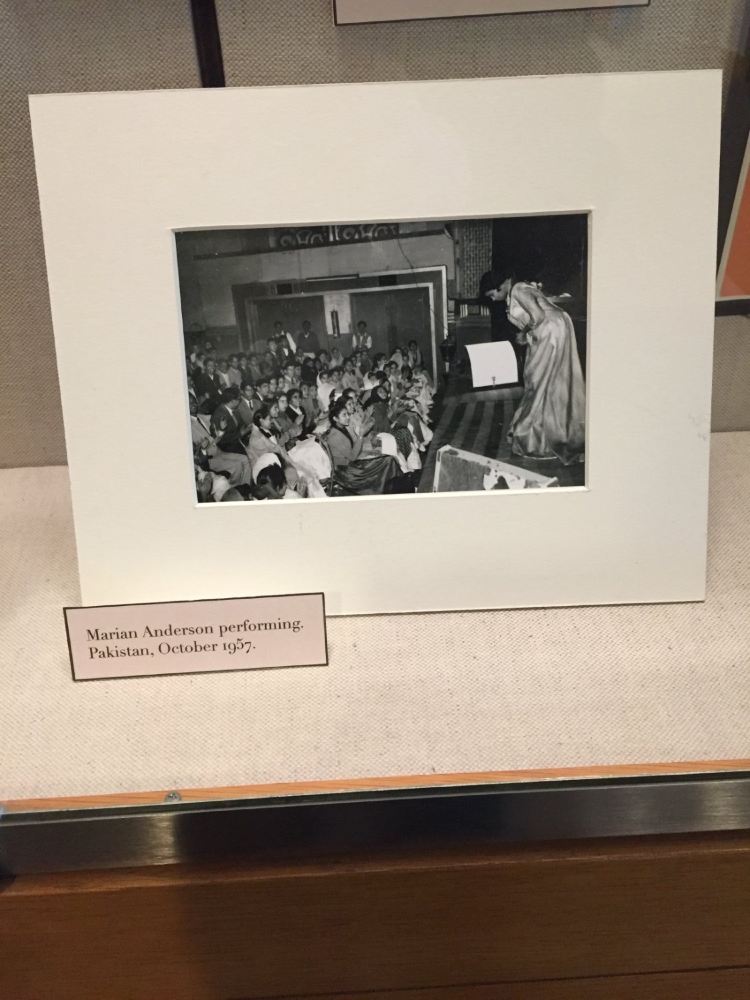 Marian Anderson performing.
Pakistan, October 1957.